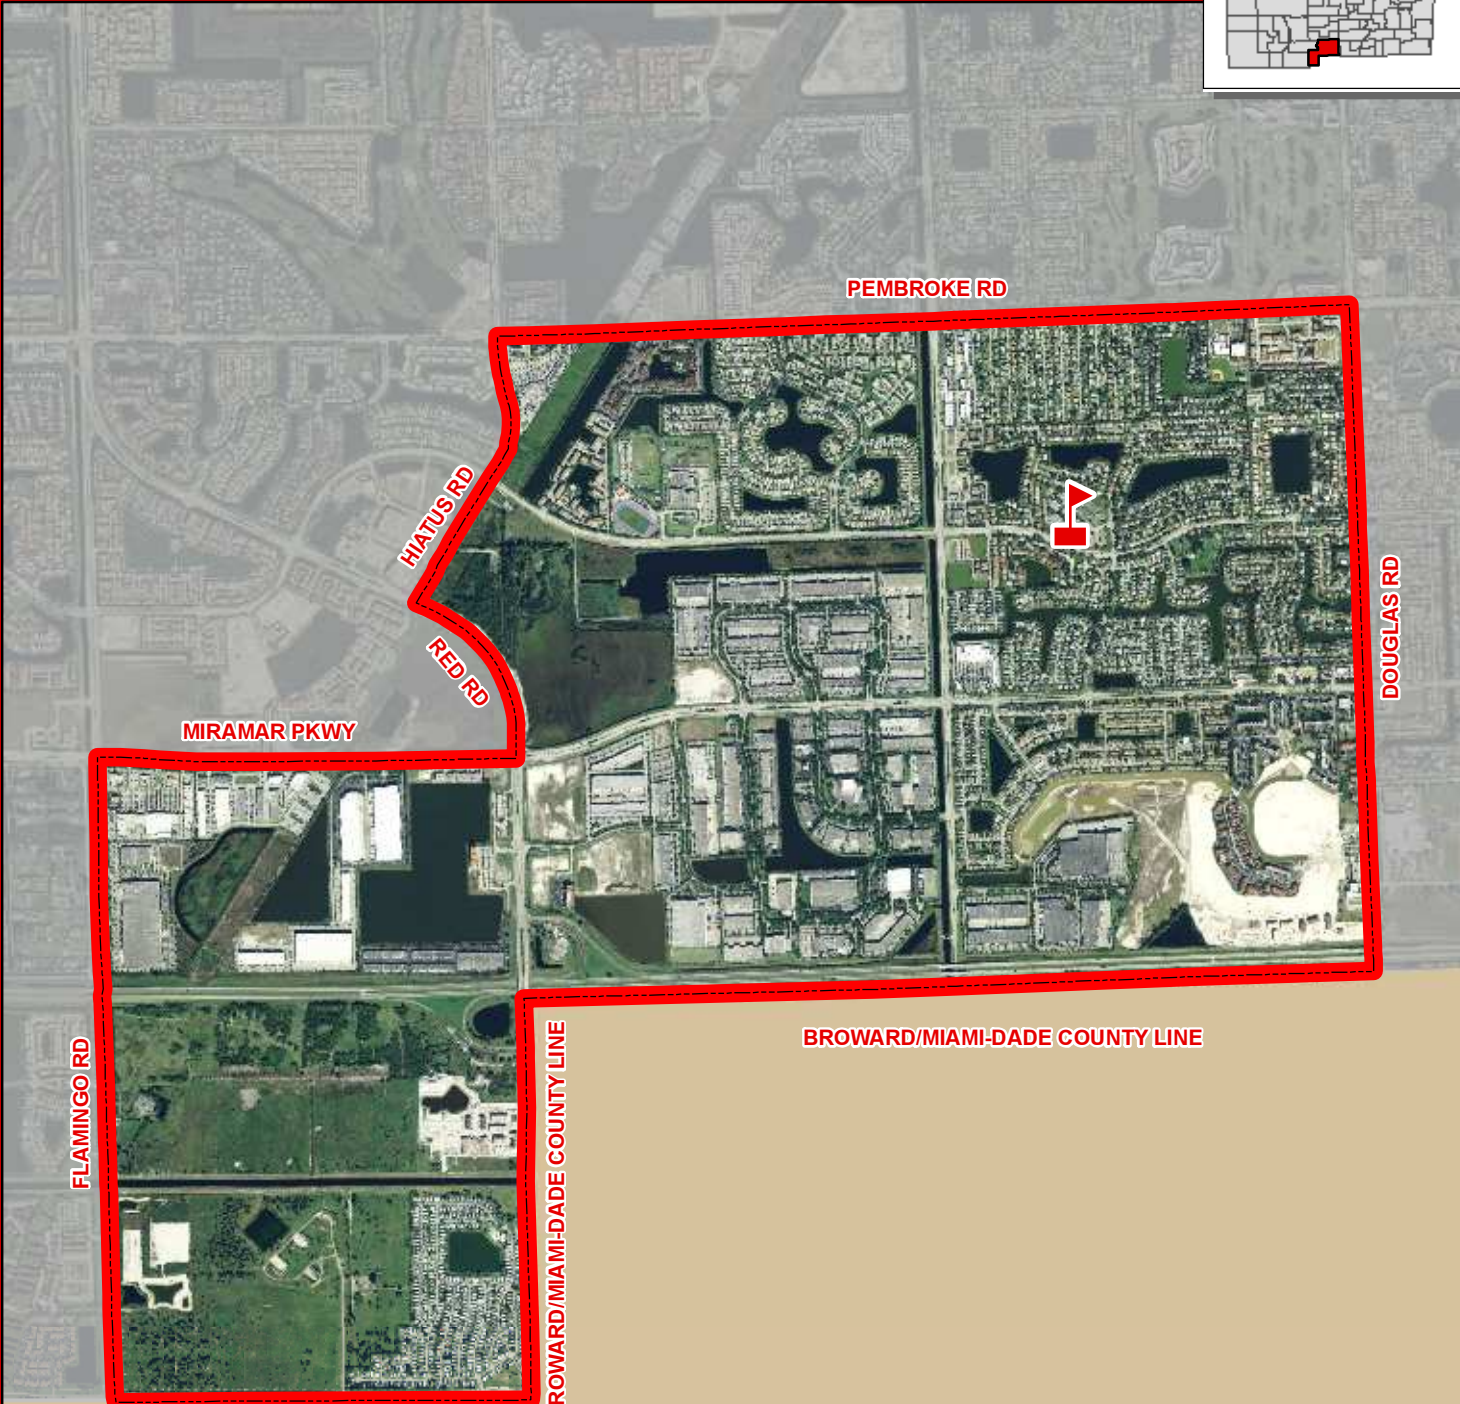 PEMBROKE RD
HIATUS RD
DOUGLAS RD
RED RD
MIRAMAR PKWY
BROWARD/MIAMI-DADE COUNTY LINE
FLAMINGO RD
ROWARD/MIAMI-DADE COUNTY LINE